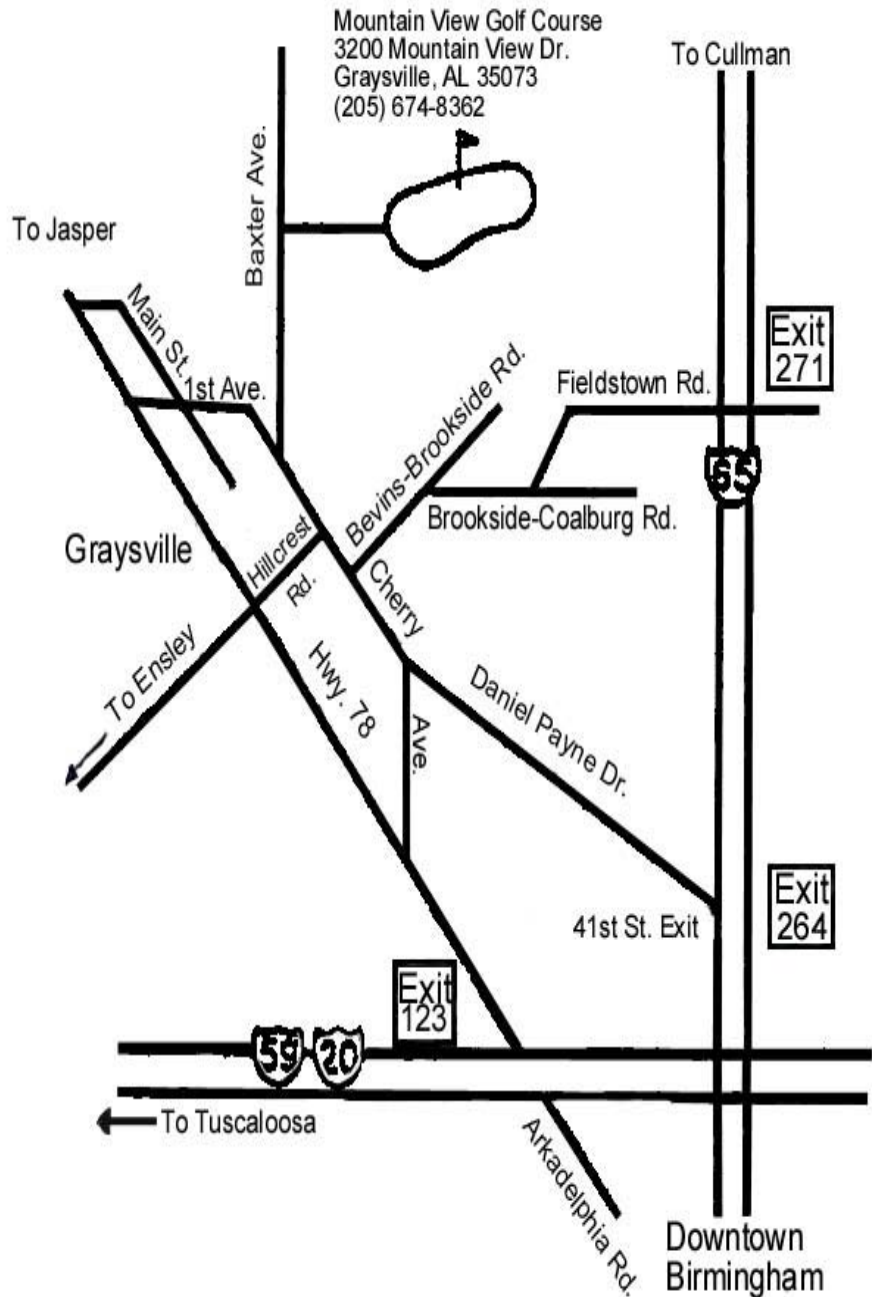 Mountain View Golf Course
3200 Mountain View Dr.
Graysville, AL 35073
(205) 674-8362
To Cullman
Baxter Ave.
To Jasper
Main St.
1st Ave.
Exit
271
Fieldstown Rd.
Bevins-Brookside Rd.
65
Brookside-Coalburg Rd.
Graysville
Hillcrest
Rd.
Cherry
Ave.
To Ensley
Hwy. 78
Daniel Payne Dr.
Exit
264
41st St. Exit
Exit
123
59
20
To Tuscaloosa
Arkadelphia Rd.
Downtown
Birmingham